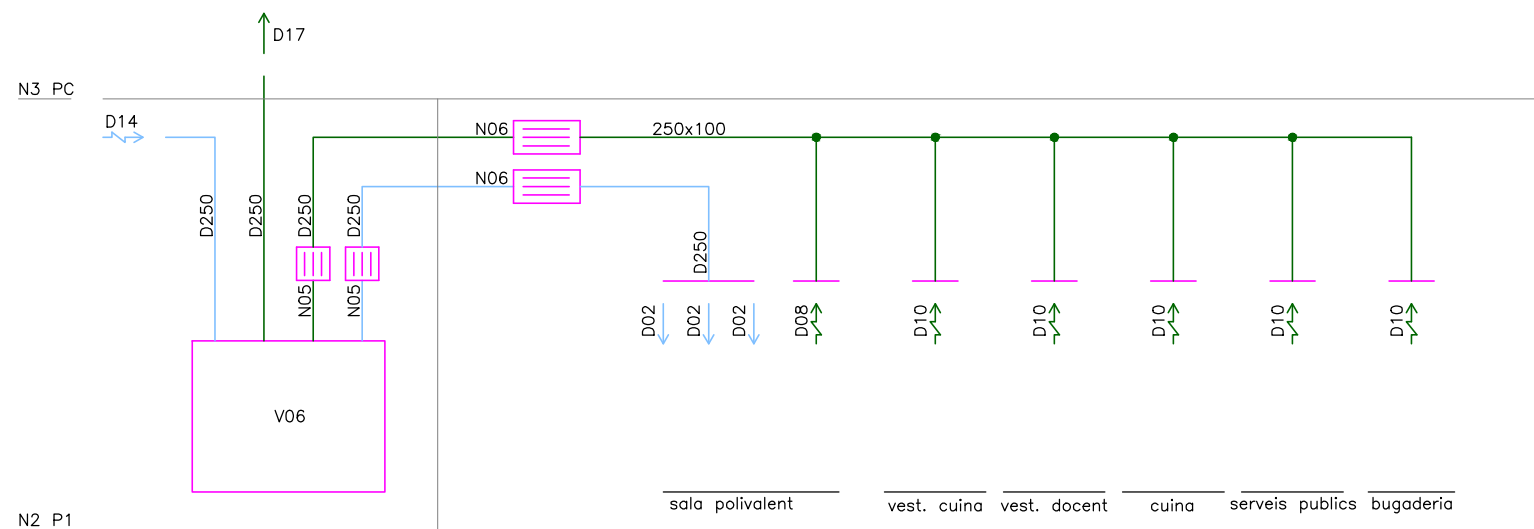 D17
N3 PC
D14
N06
250x100
N06
D250
D250
D250
D250
D250
N05
N05
D02
D02
D02
D08
D10
D10
D10
D10
D10
V06
sala polivalent
vest. cuina
vest. docent
cuina
serveis publics
bugaderia
N2 P1